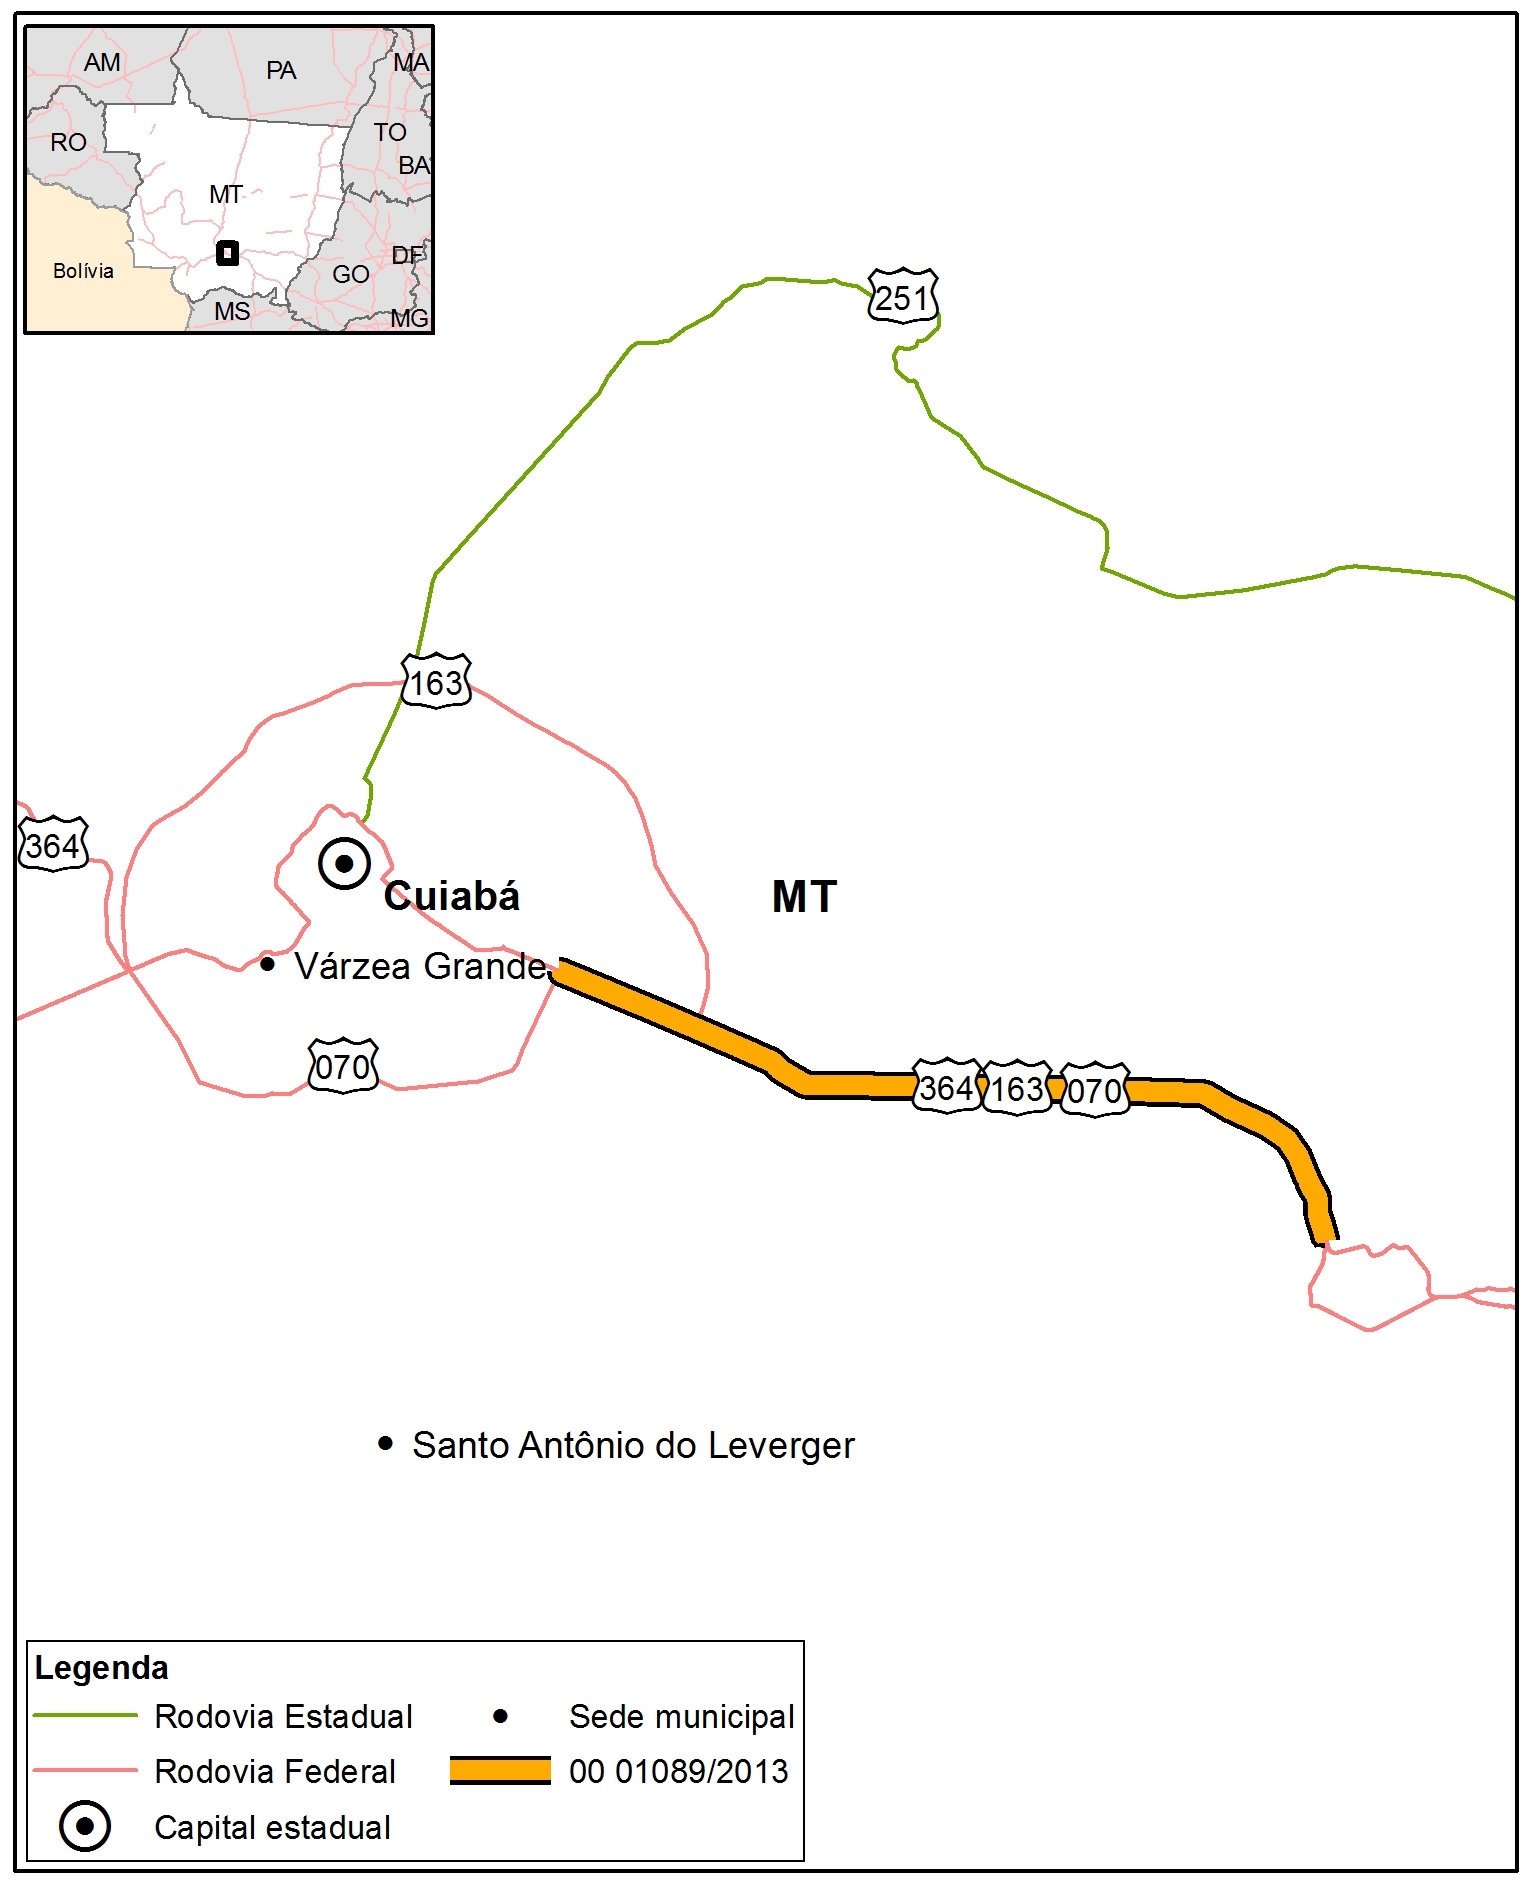 AM
PA
MA
RO
TO
BA
MT
Bolívia
GO
DF
MS
MG
251
163
364
Cuiabá
MT
Várzea Grande
070
364
163
070
Santo Antônio do Leverger
Legenda
Rodovia Estadual
Sede municipal
Rodovia Federal
00 01089/2013
Capital estadual